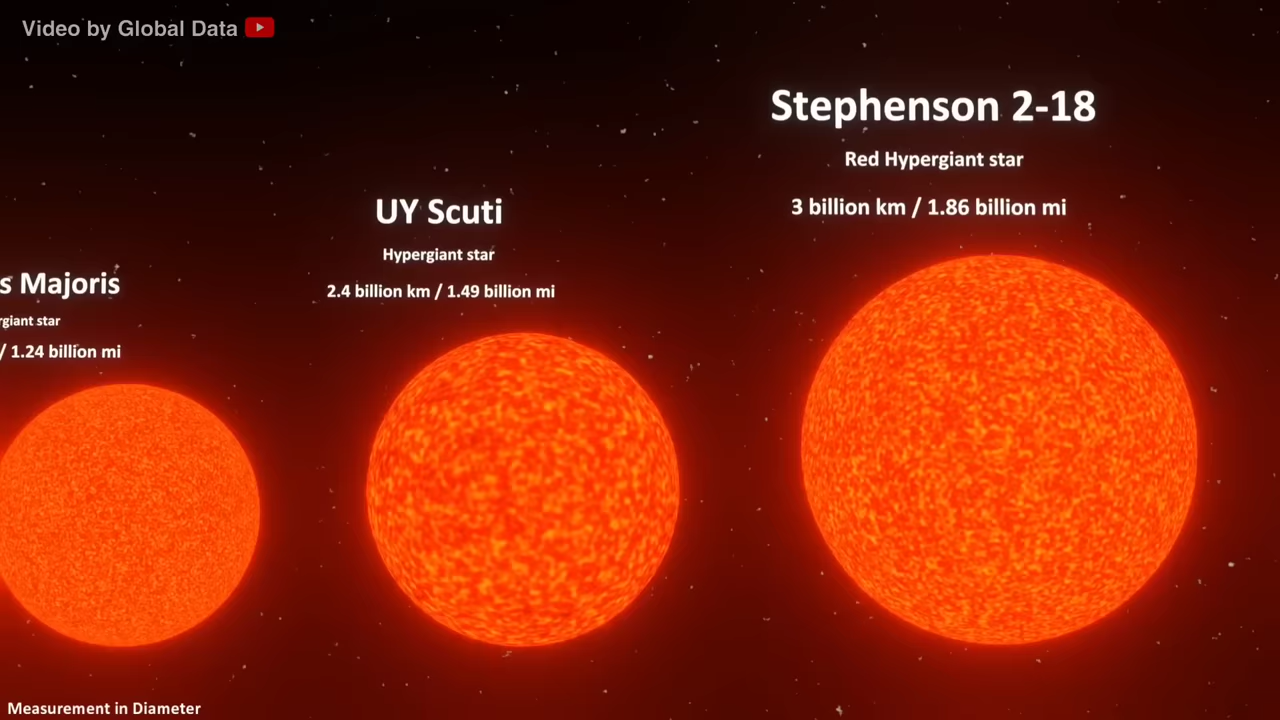 Video by Global Data
Stephenson 2-18
Red Hypergiant star
3 billion km / 1.86 billion mi
UY Scuti
Hypergiant star
2.4 billion km / 1.49 billion mi
s Majoris
rgiant star
/ 1.24 billion mi
Measurement in Diameter